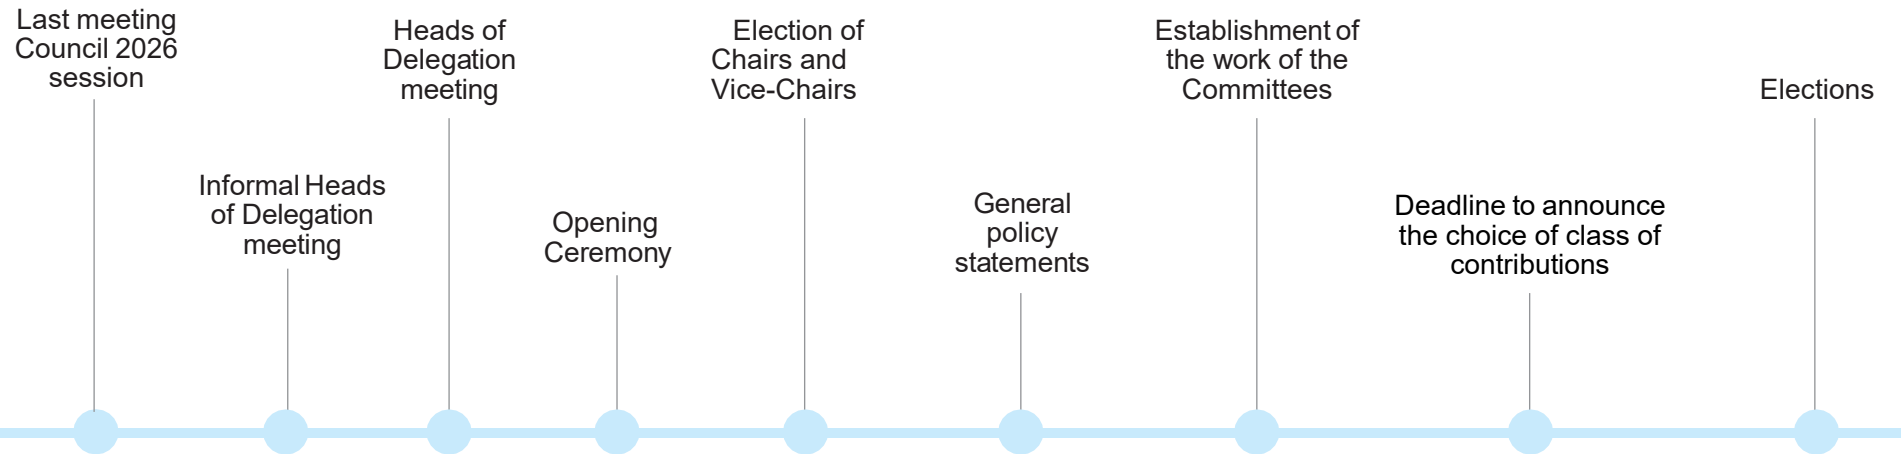 Last meeting
Council 2026
session
Informal Heads
of Delegation
meeting
Heads of
Delegation
meeting
Opening
Ceremony
Election of
Chairs and
Vice-Chairs
General
policy
statements
Establishment of
the work of the
Committees
Deadline to announce
the choice of class of
contributions
Elections